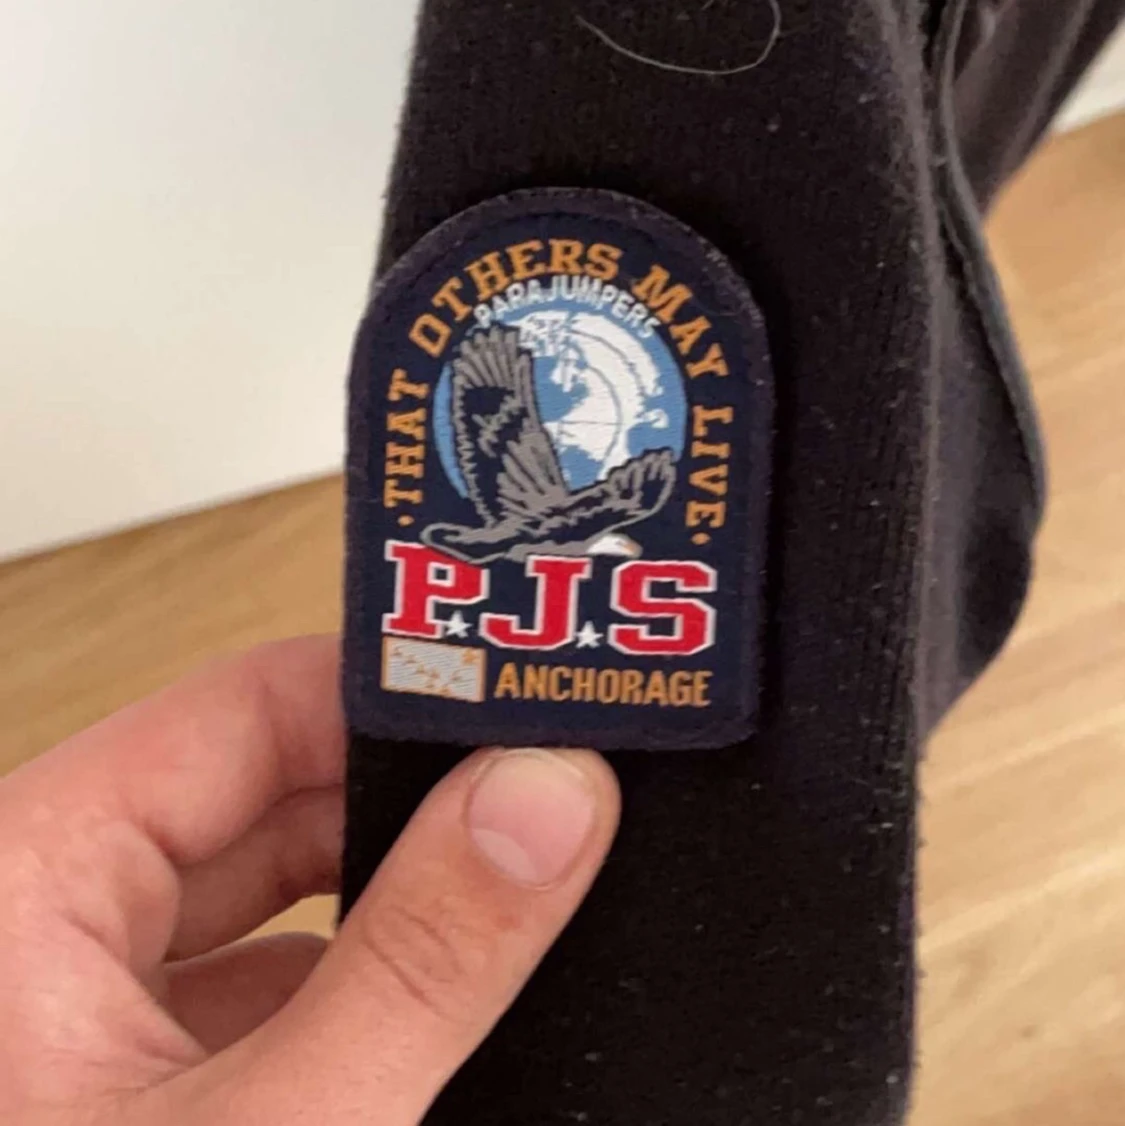 ·THAT OTHERS MAY LIVE·
PARAJUMPERS
P.J.S
ANCHORAGE